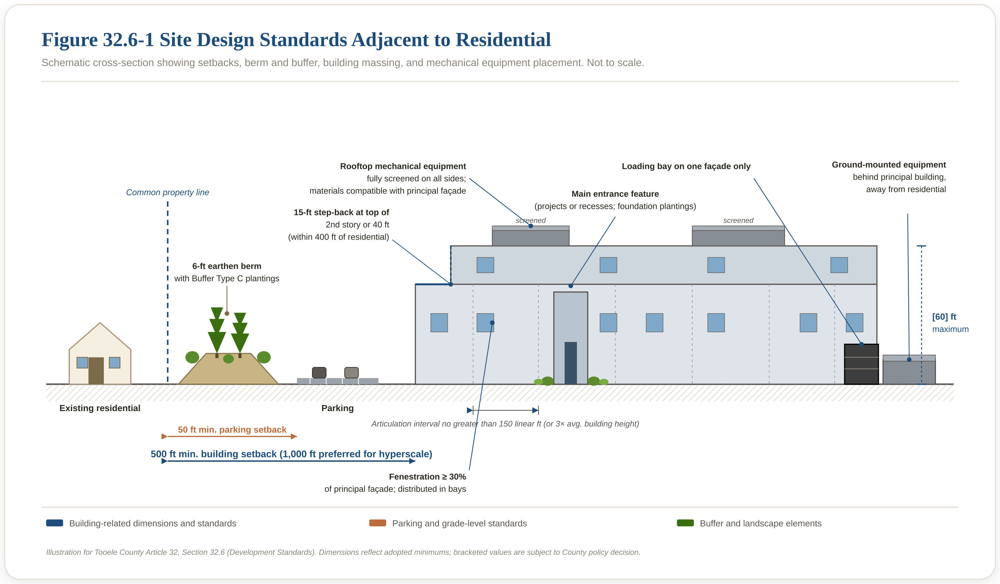 Figure 32.6-1 Site Design Standards Adjacent to Residential
Schematic cross-section showing setbacks, berm and buffer, building massing, and mechanical equipment placement. Not to scale.
Rooftop mechanical equipment
fully screened on all sides;
materials compatible with principal façade
Loading bay on one façade only
Ground-mounted equipment
behind principal building,
away from residential
Common property line
Main entrance feature
(projects or recesses; foundation plantings)
15-ft step-back at top of
2nd story or 40 ft
(within 400 ft of residential)
screened
screened
6-ft earthen berm
with Buffer Type C plantings
[60] ft
maximum
Existing residential
Parking
Articulation interval no greater than 150 linear ft (or 3× avg. building height)
50 ft min. parking setback
500 ft min. building setback (1,000 ft preferred for hyperscale)
Fenestration ≥ 30%
of principal façade; distributed in bays
Building-related dimensions and standards
Parking and grade-level standards
Buffer and landscape elements
Illustration for Tooele County Article 32, Section 32.6 (Development Standards). Dimensions reflect adopted minimums; bracketed values are subject to County policy decision.